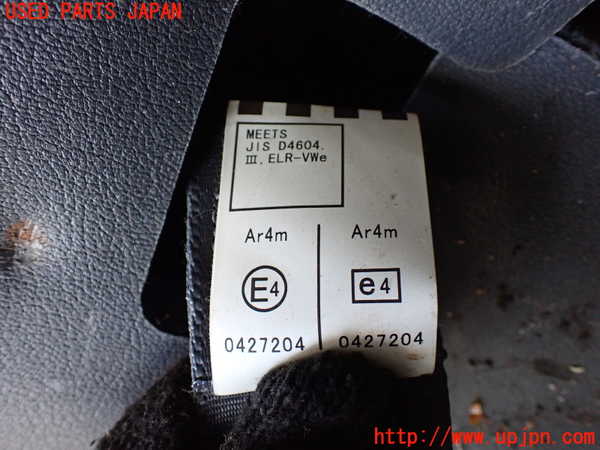 USED PARTS JAPAN
MEETS
JIS D4604.
III. ELR-VWe
Ar4m
E4
0427204
Ar4m
e4
0427204
http://www.upjpn.com/